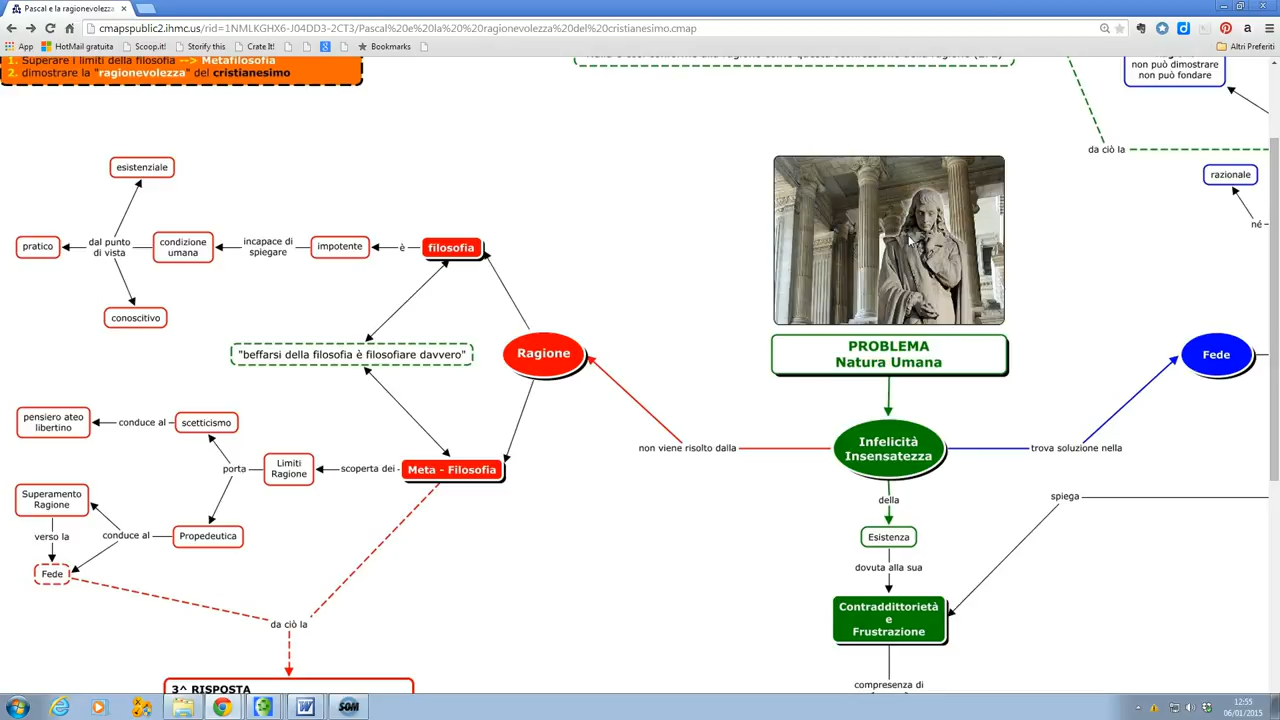 Pascal e la ragionevolezz
cmapspublic2.ihmc.us/rid=1NMLKGHX6-J04DD3-2CT3/Pascal%20e%20la%20%20ragionevolezza%20del%20cristianesimo.cmap
App
HotMail gratuita
Scoop.it!
Storify this
Crate It!
Bookmarks
Altri Preferiti
1. Superare i limiti della filosofia --> Metafilosofia
2. dimostrare la "ragionevolezza" del cristianesimo
non può dimostrare
non può fondare
da ciò la
razionale
né
esistenziale
pratico
dal punto
di vista
condizione
umana
incapace di
spiegare
impotente
è
filosofia
conoscitivo
"beffarsi della filosofia è filosofare davvero"
Ragione
PROBLEMA
Natura Umana
Fede
pensiero ateo
libertino
conduce al
scetticismo
non viene risolto dalla
Infelicità
Insensatezza
trova soluzione nella
porta
Limiti
Ragione
scoperta dei
Meta - Filosofia
Superamento
Ragione
verso la
conduce al
Propedeutica
della
spiega
Esistenza
Fede
dovuta alla sua
da ciò la
Contraddittorietà
e
Frustrazione
3^ RISPOSTA
compresenza di
SOM
12:55
06/01/2015